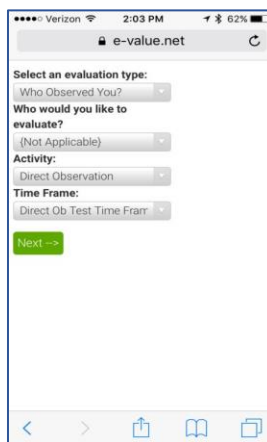 Verizon 2:03 PM 62%
e-value.net
Select an evaluation type:
Who Observed You?
Who would you like to
evaluate?
{Not Applicable}
Activity:
Direct Observation
Time Frame:
Direct Ob Test Time Fram
Next -->